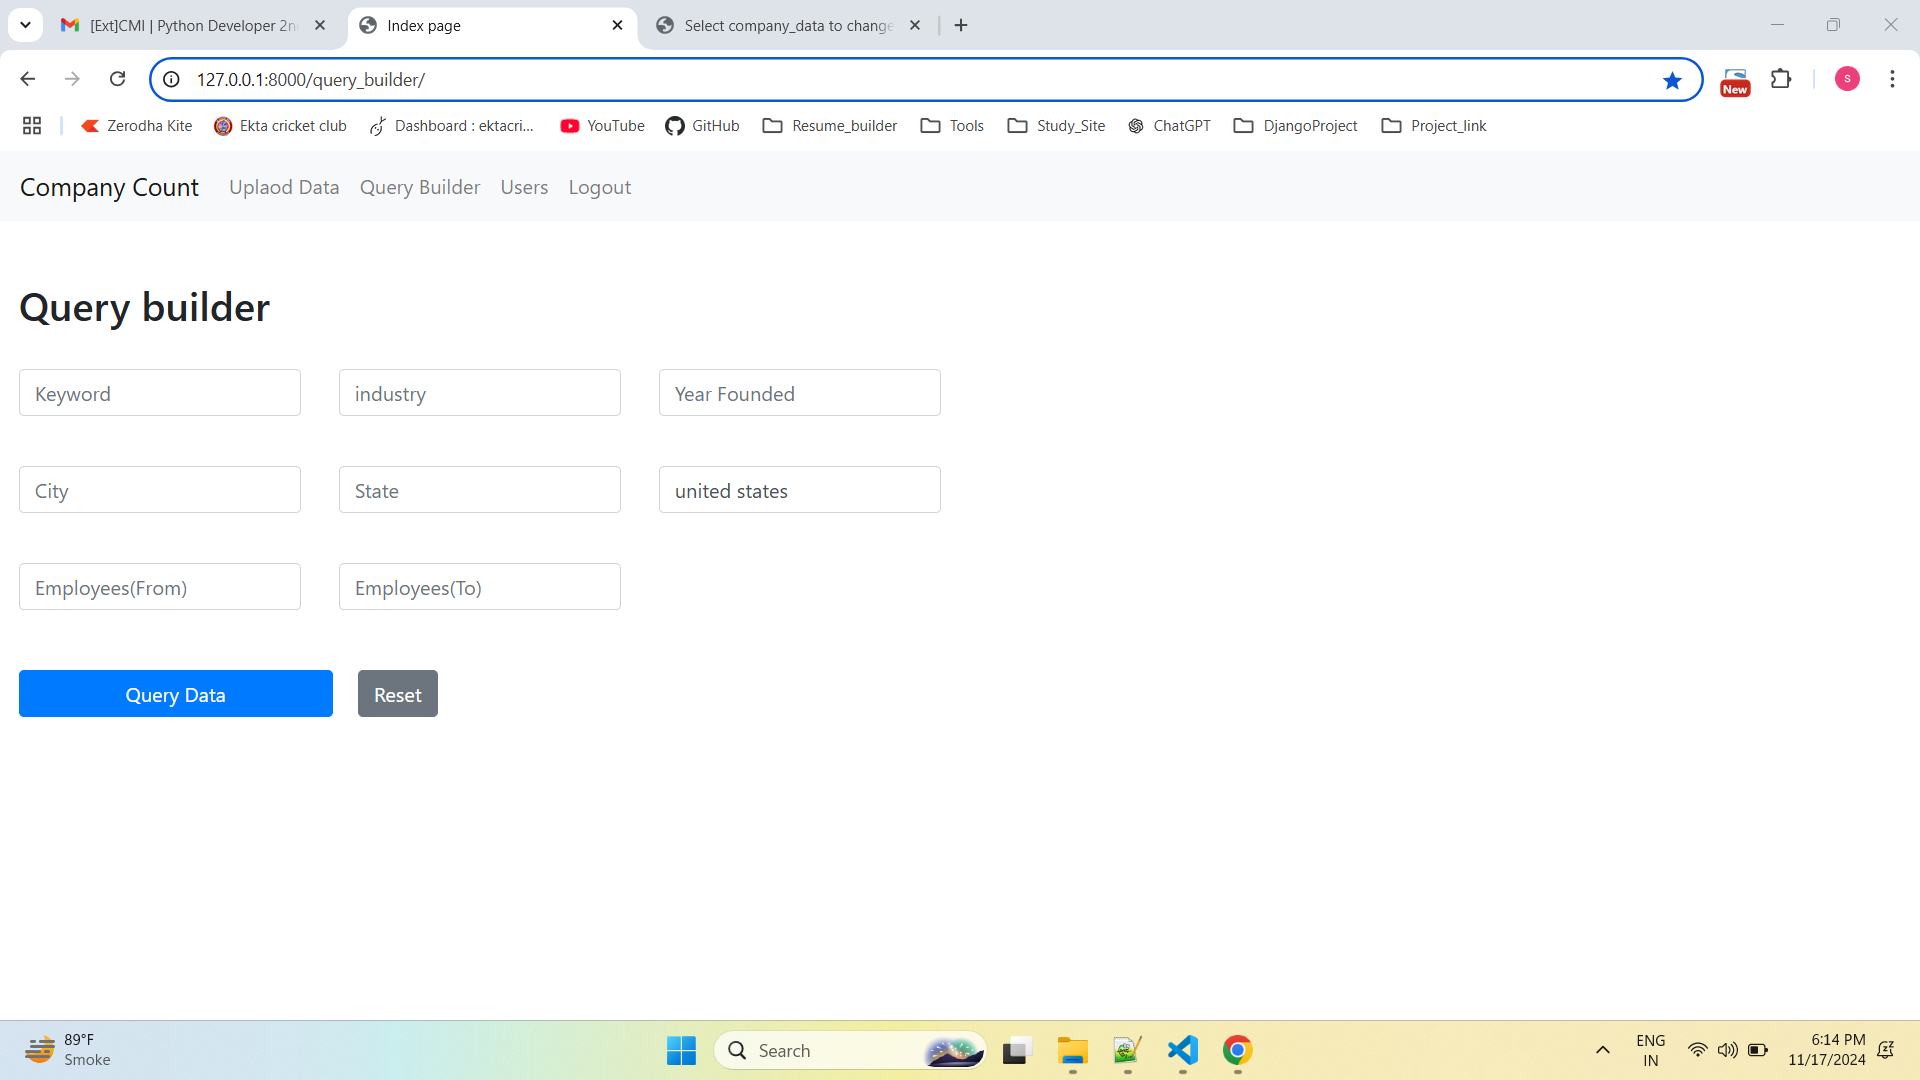 [Ext]CMI | Python Developer 2n
Index page
Select company_data to change
127.0.0.1:8000/query_builder/
New
S
Zerodha Kite
Ekta cricket club
Dashboard : ektacri...
YouTube
GitHub
Resume_builder
Tools
Study_Site
ChatGPT
DjangoProject
Project_link
Company Count
Uplaod Data
Query Builder
Users
Logout
Query builder
Keyword
industry
Year Founded
City
State
united states
Employees(From)
Employees(To)
Query Data
Reset
89°F
Smoke
Search
ENG
IN
6:14 PM
11/17/2024